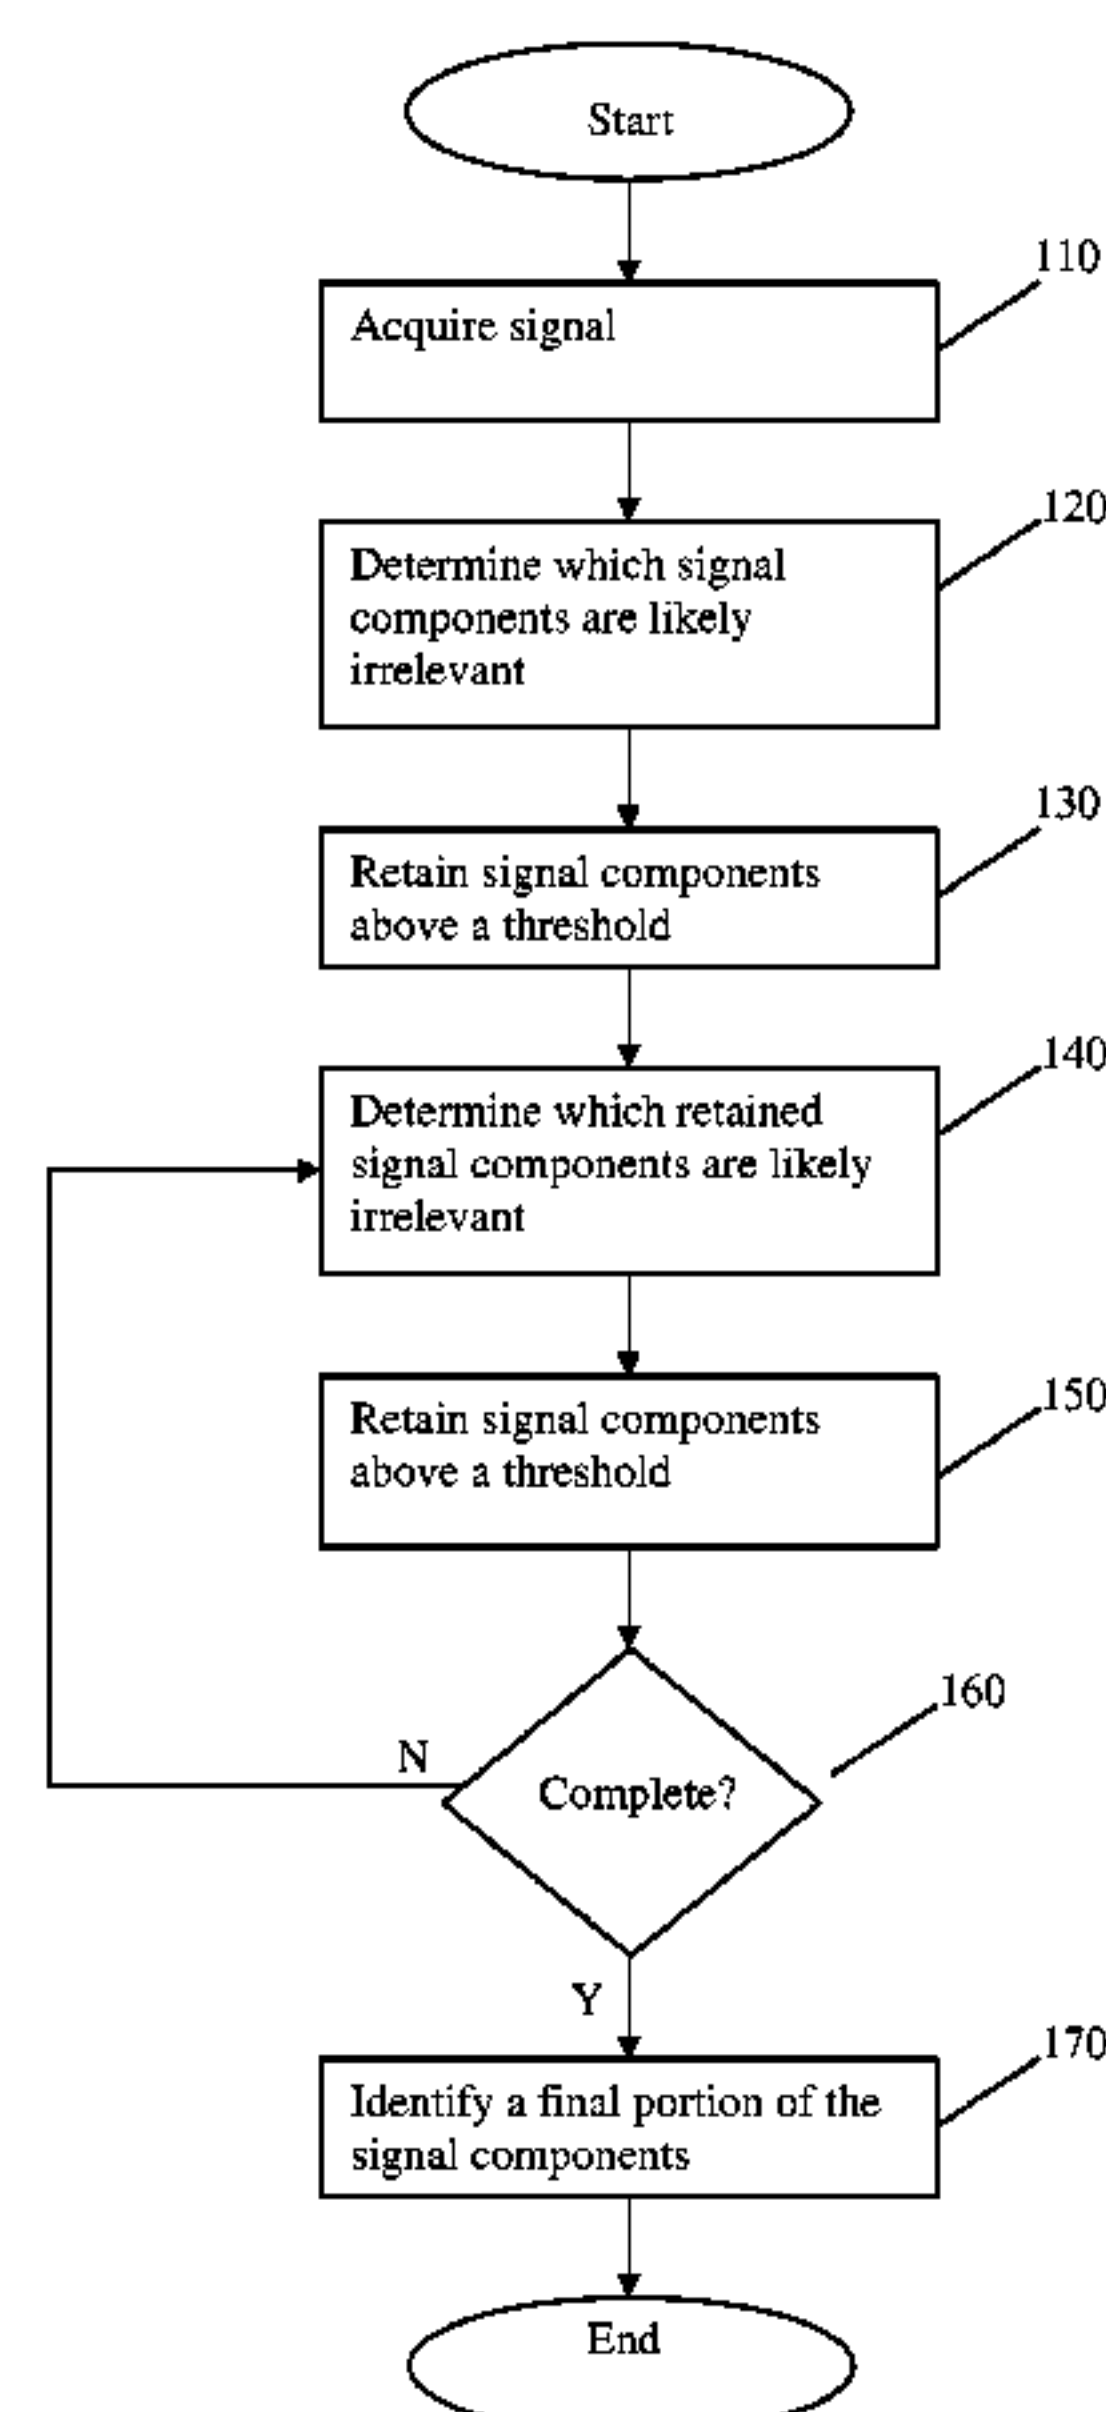 Start
110
Acquire signal
120
Determine which signal
components are likely
irrelevant
130
Retain signal components
above a threshold
140
Determine which retained
signal components are likely
irrelevant
150
Retain signal components
above a threshold
160
N
Complete?
Y
170
Identify a final portion of the
signal components
End